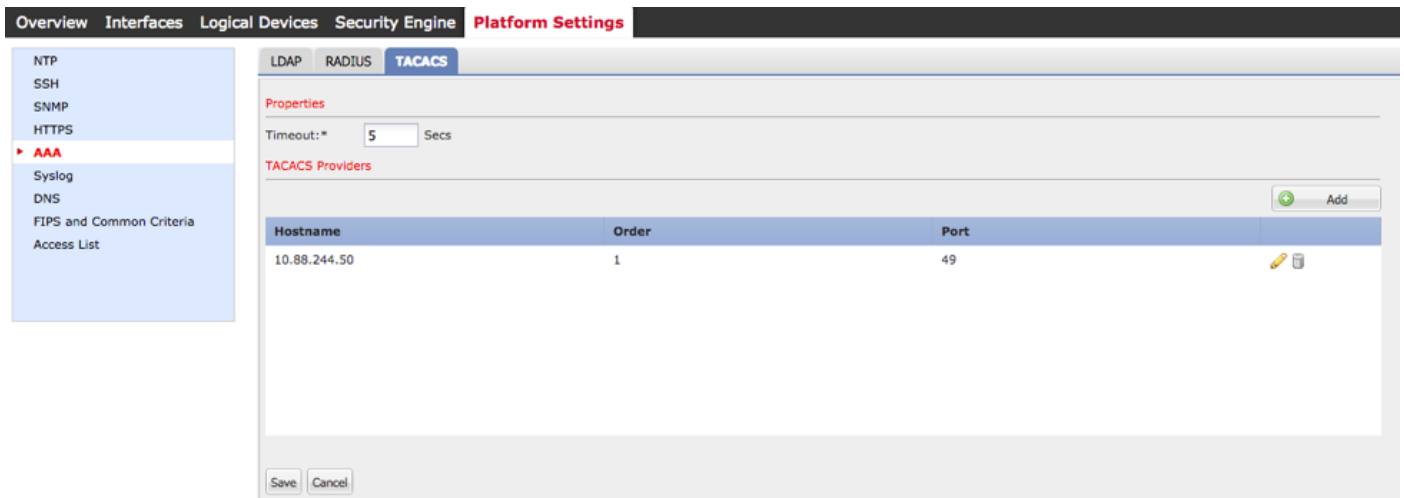 Overview Interfaces Logical Devices Security Engine Platform Settings
NTP
SSH
SNMP
HTTPS
AAA
Syslog
DNS
FIPS and Common Criteria
Access List
LDAP RADIUS TACACS
Properties
Timeout:* 5 Secs
TACACS Providers
Add
Hostname Order Port
10.88.244.50 1 49
Save Cancel